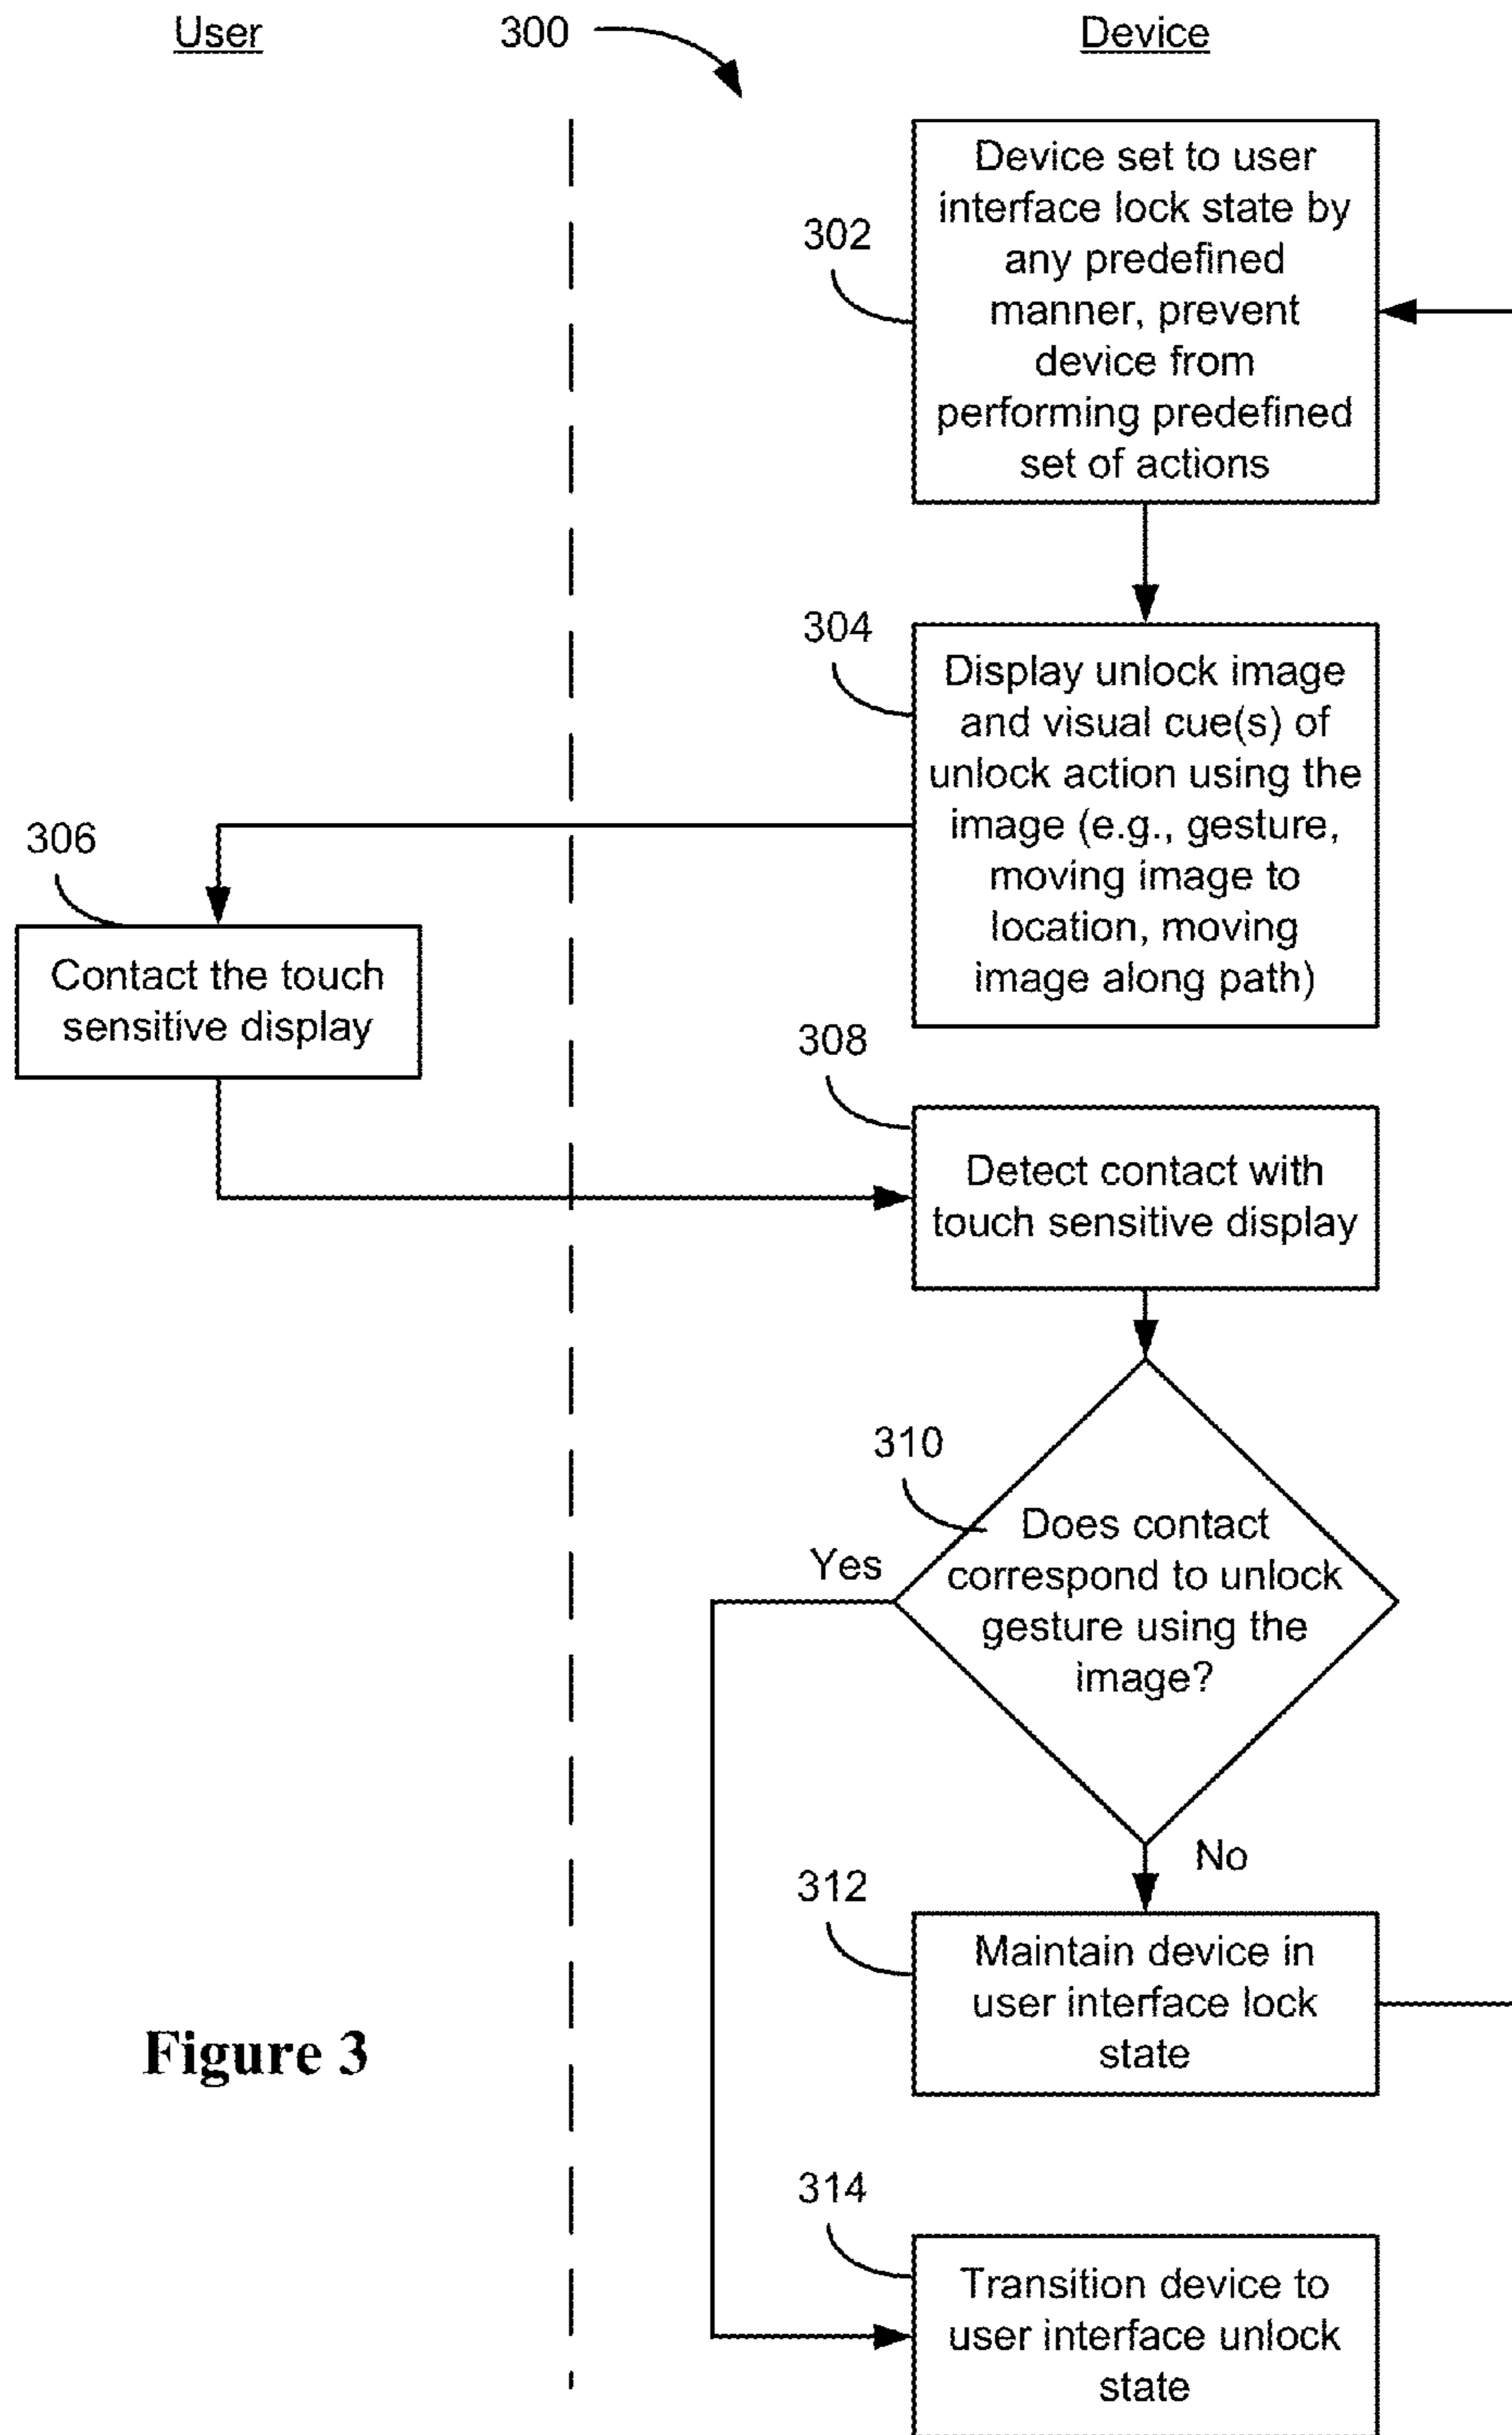 User
300
Device
302
Device set to user
interface lock state by
any predefined
manner, prevent
device from
performing predefined
set of actions
304
Display unlock image
and visual cue(s) of
unlock action using the
image (e.g., gesture,
moving image to
location, moving
image along path)
306
Contact the touch
sensitive display
308
Detect contact with
touch sensitive display
310
Does contact
correspond to unlock
gesture using the
image?
Yes
No
312
Maintain device in
user interface lock
state
Figure 3
314
Transition device to
user interface unlock
state